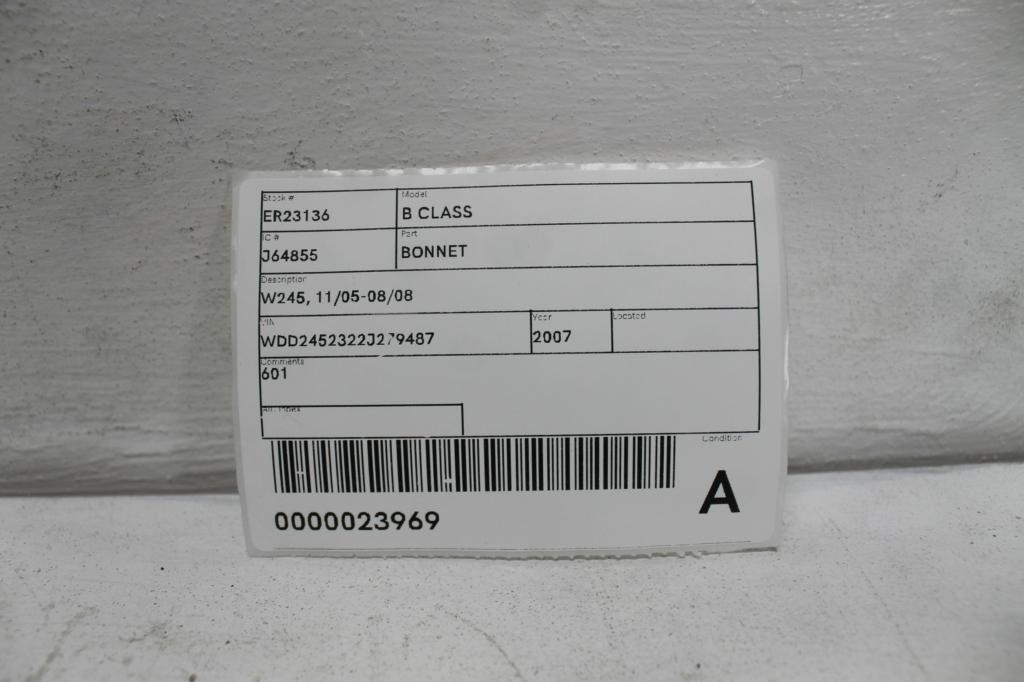 Stock # Model
ER23136 B CLASS
IC # Part
J64855 BONNET
Description
W245, 11/05-08/08
VIN Year Located
WDD2452322J279487 2007
Comments
601
Condition
A
0000023969